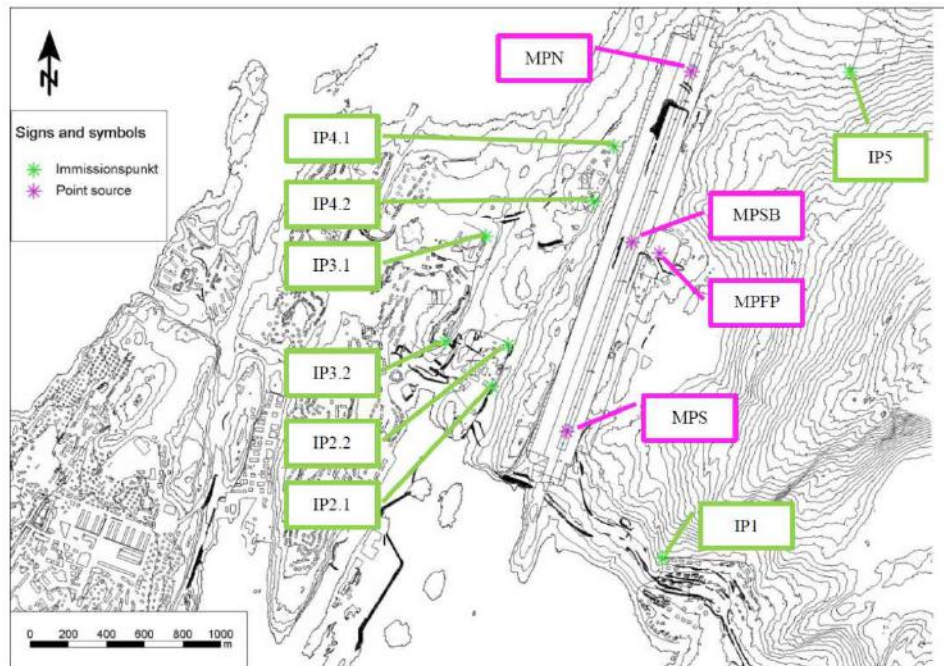 MPN
N
IP4.1
IP5
Signs and symbols
Immissionspunkt
Point source
IP4.2
MPSB
IP3.1
MPFP
IP3.2
MPS
IP2.2
IP2.1
IP1
0 200 400 600 800 1000
m